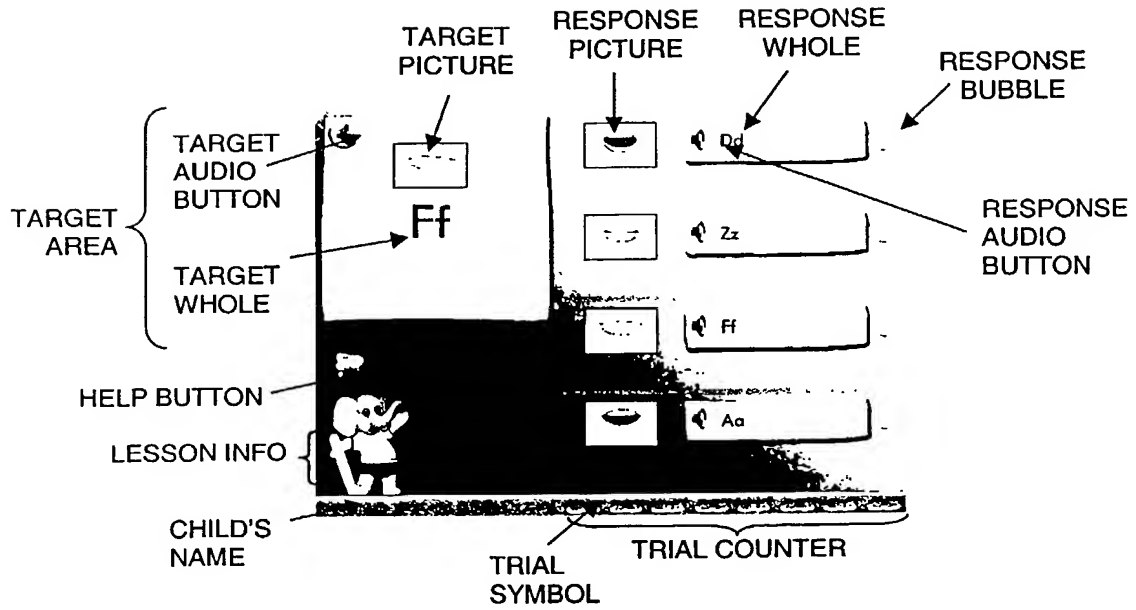 TARGET
PICTURE
RESPONSE
PICTURE
RESPONSE
WHOLE
RESPONSE
BUBBLE
TARGET
AUDIO
BUTTON
TARGET
AREA
TARGET
WHOLE
Ff
Dd
Zz
Ff
Aa
RESPONSE
AUDIO
BUTTON
HELP BUTTON
LESSON INFO
CHILD'S
NAME
TRIAL
SYMBOL
TRIAL COUNTER